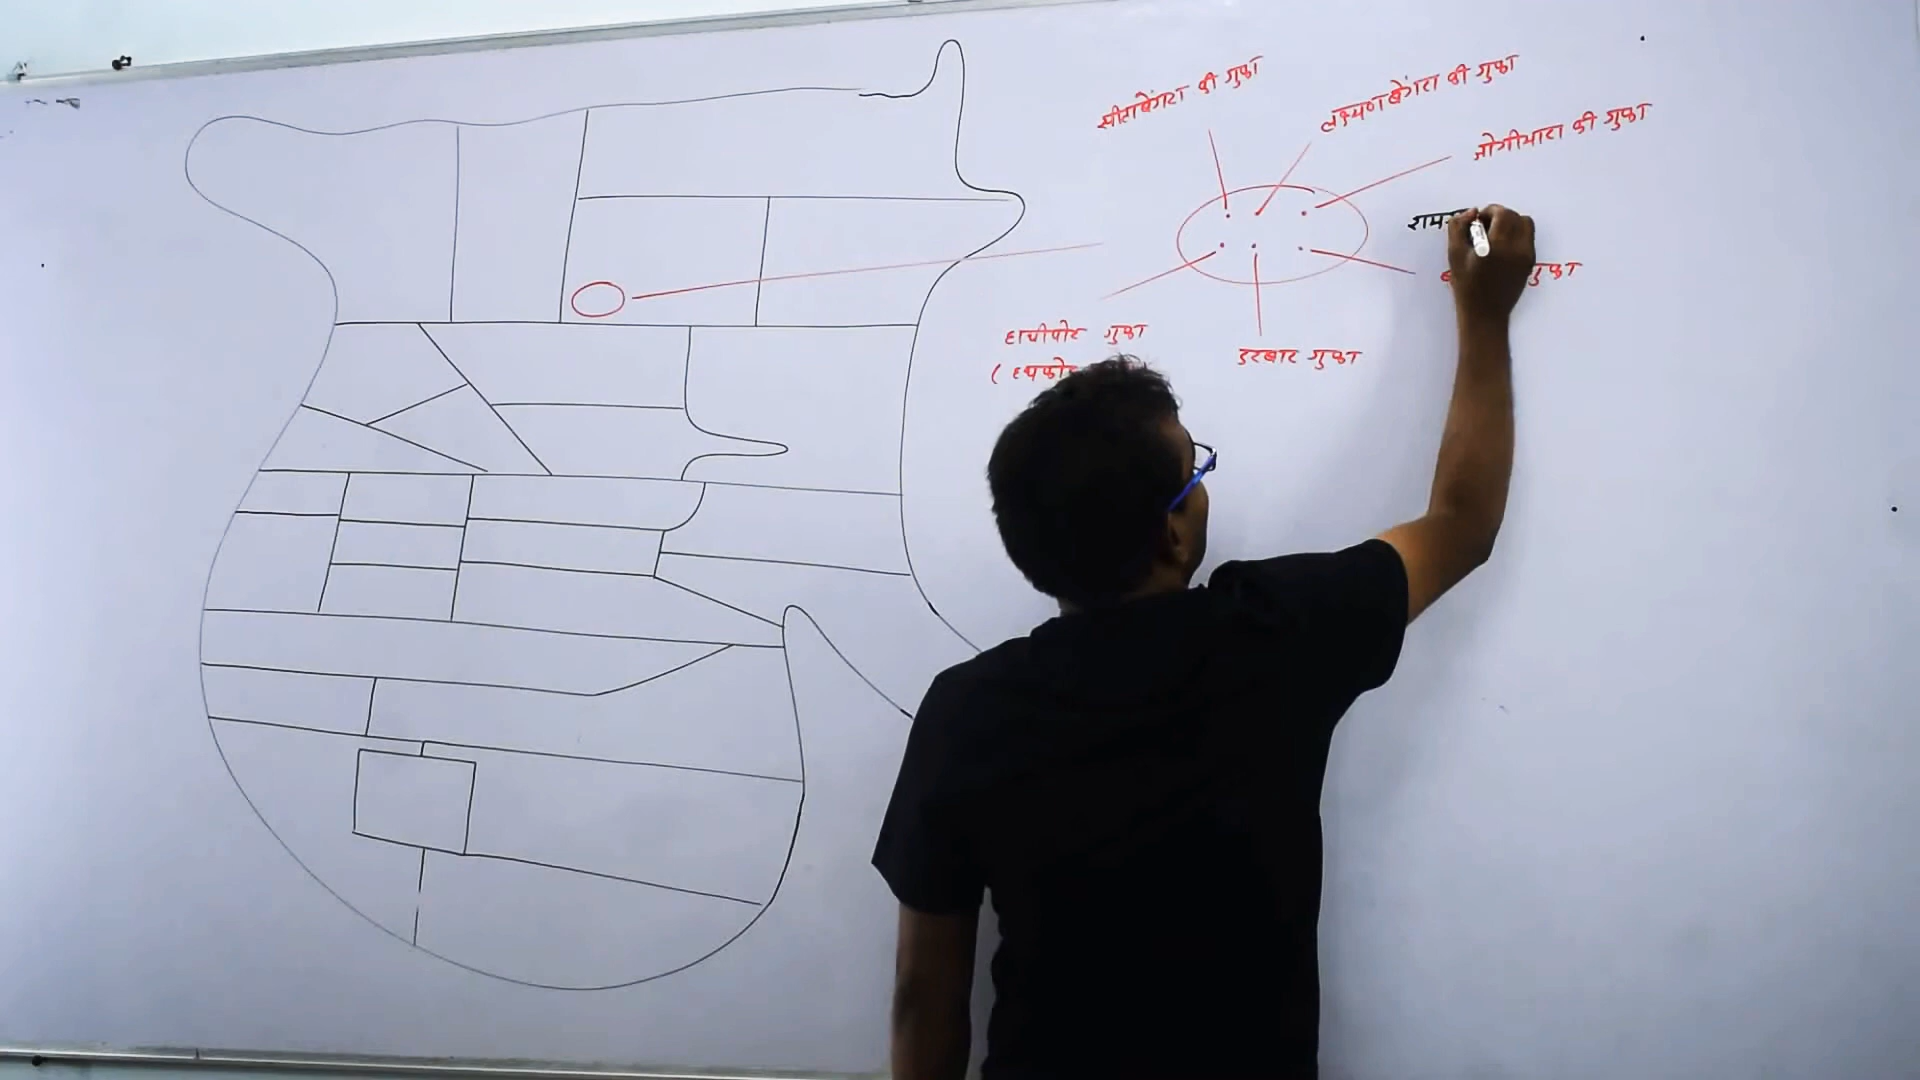 सीताबेंगरा की गुफा
लक्ष्मणबेंगरा की गुफा
जोगीमारा की गुफा
गुफा
हाथीपोर गुफा
दरबार गुफा